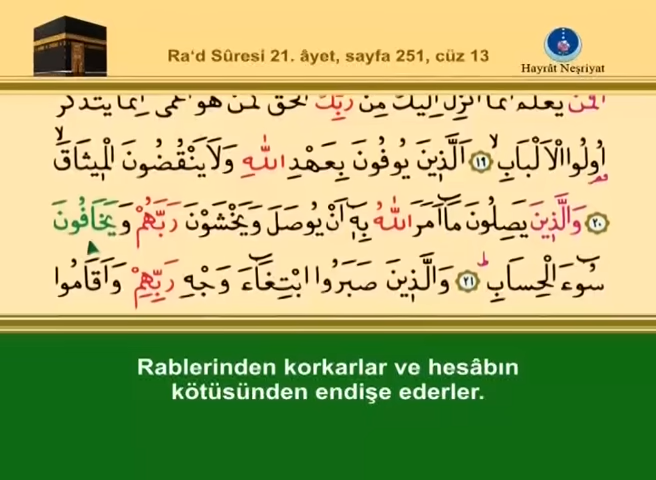 Ra'd Sûresi 21. âyet, sayfa 251, cüz 13
Hayrât Neşriyat
اَفَمَنْ يَعْلَمُ اَنَّمَا اُنْزِلَ اِلَيْكَ مِنْ رَبِّكَ الْحَقُّ كَمَنْ هُوَ اَعْمٰى اِنَّمَا يَتَذَكَّرُ
اُولُوا الْاَلْبَابِۙ ﴿١٩﴾ اَلَّذٖينَ يُوفُونَ بِعَهْدِ اللّٰهِ وَلَا يَنْقُضُونَ الْمٖيثَاقَۙ
﴿٢٠﴾ وَالَّذٖينَ يَصِلُونَ مَٓا اَمَرَ اللّٰهُ بِهٖٓ اَنْ يُوصَلَ وَيَخْشَوْنَ رَبَّهُمْ وَيَخَافُونَ
سُٓوءَ الْحِسَابِۜ ﴿٢١﴾ وَالَّذٖينَ صَبَرُوا ابْتِغَٓاءَ وَجْهِ رَبِّهِمْ وَاَقَامُوا
Rablerinden korkarlar ve hesâbın
kötüsünden endişe ederler.